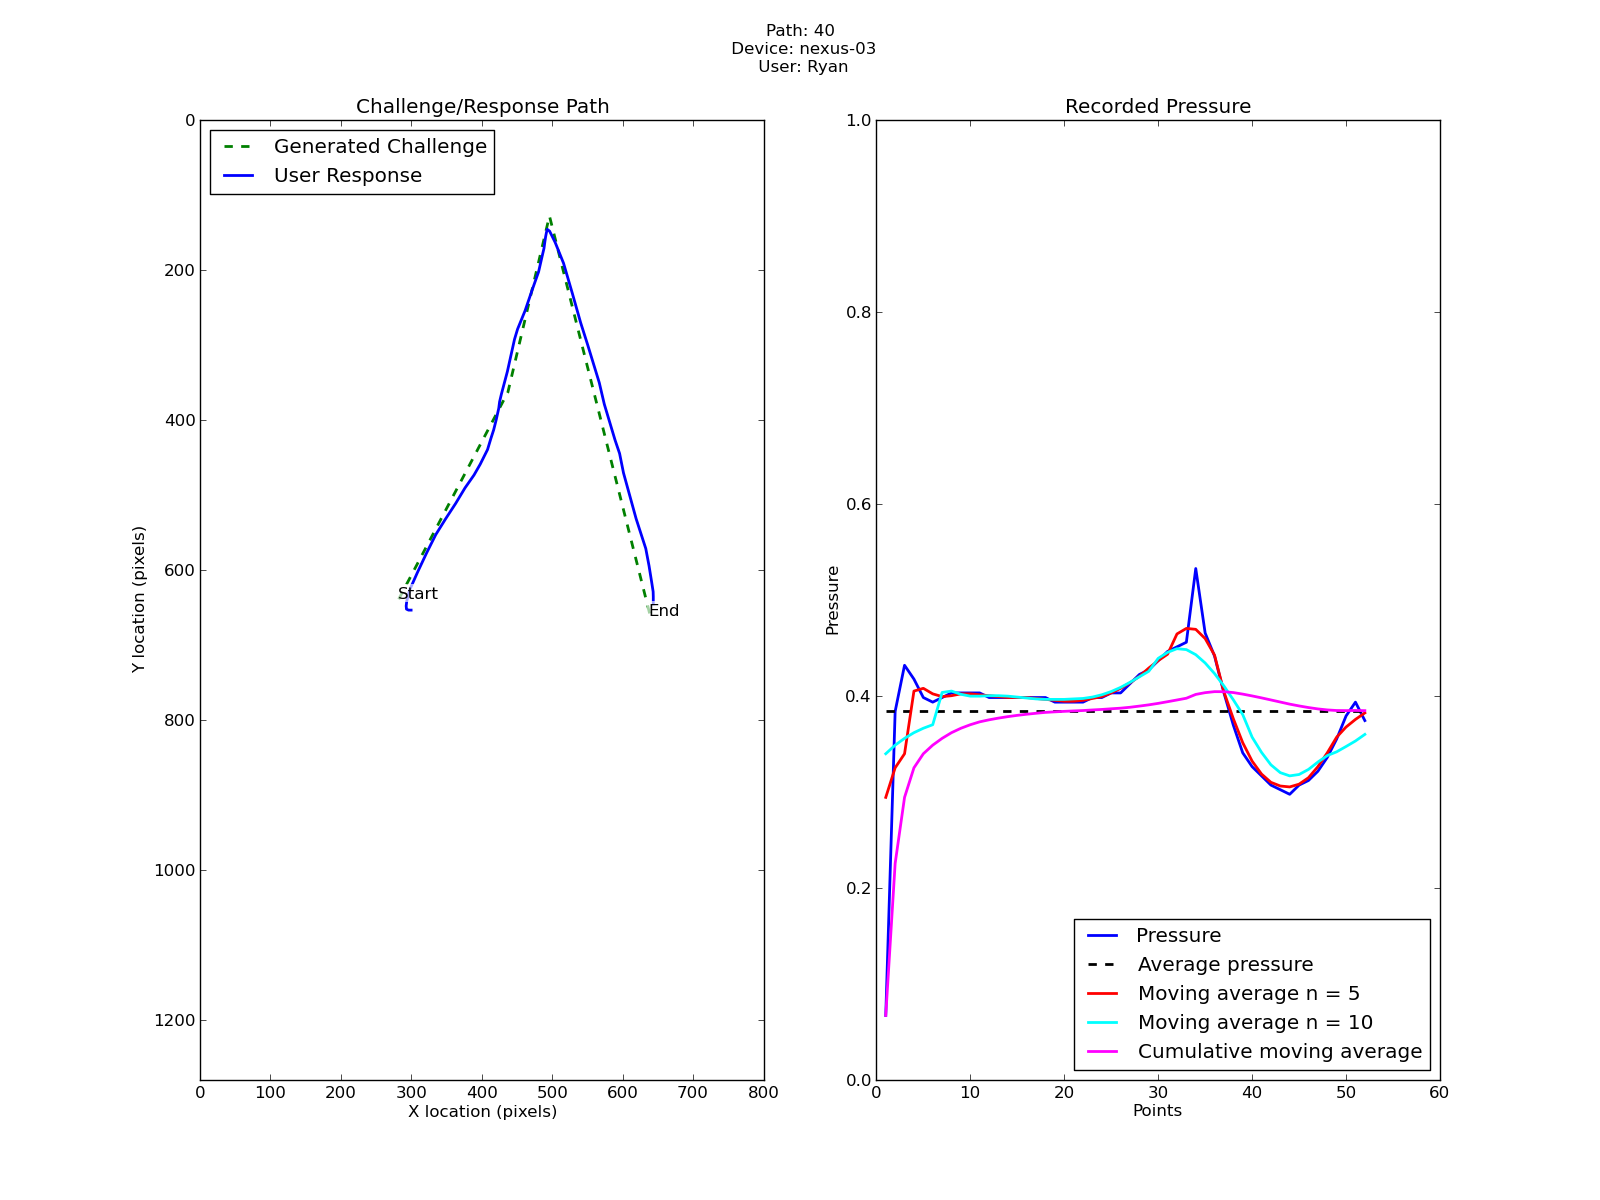 Path: 40
Device: nexus-03
User: Ryan
Challenge/Response Path
0
200
400
600
800
1000
1200
Y location (pixels)
Generated Challenge
User Response
Start
End
0 100 200 300 400 500 600 700 800
X location (pixels)
Recorded Pressure
1.0
0.8
0.6
0.4
0.2
0.0
Pressure
Pressure
Average pressure
Moving average n = 5
Moving average n = 10
Cumulative moving average
0 10 20 30 40 50 60
Points